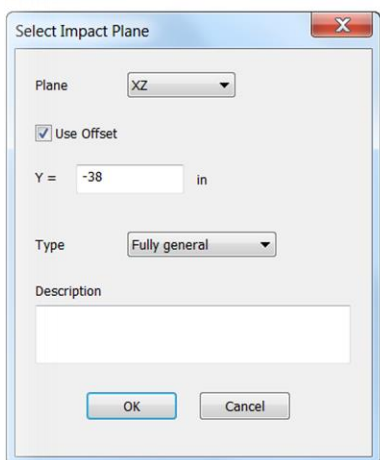 Select Impact Plane
Plane XZ
Use Offset
Y = -38 in
Type Fully general
Description
OK Cancel